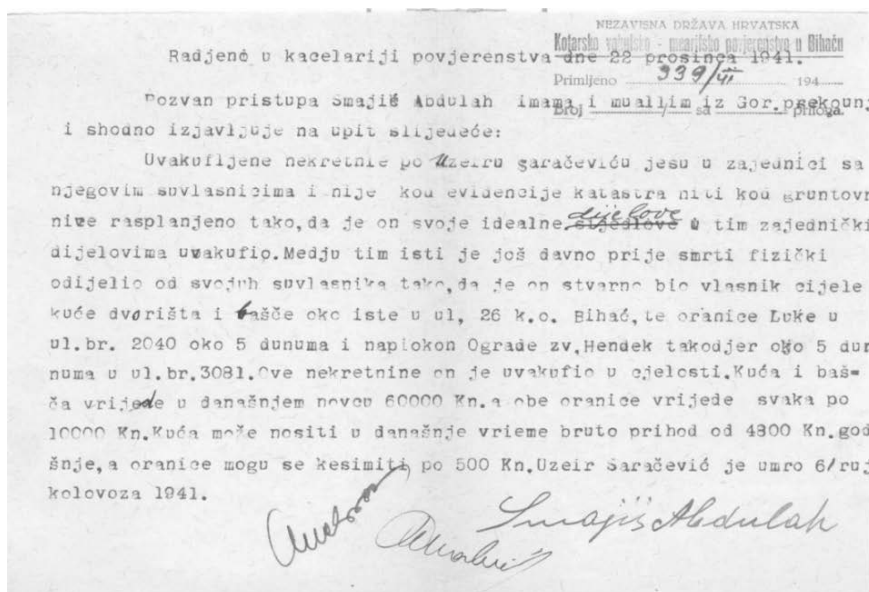 NEZAVISNA DRŽAVA HRVATSKA
Kotarsko vakufsko - mearifsko povjerenstvo u Bihaću
Radjeno u kacelariji povjerenstva dne 22 prosinca 1941.
Primljeno 939/VI 194
Pozvan pristupa Smajić Abdulah imama i muallim iz Gor.
Broj / sa priloga.
i shodno izjavljuje na upit slijedeće:
Uvakufljene nekretnie po Uzeiru Saračeviću jesu u zajednici sa
njegovim suvlasnicima i nije kod evidencije katastra niti kod gruntov
nize rasplanjeno tako,da je on svoje idealne dijelove u tim zajednički
dijelovima uvakufio.Medju tim isti je još davno prije smrti fizički
odijelio od svojuh suvlasnika tako,da je on stvarno bio vlasnik cijele
kuće dvorišta i bašče oko iste u ul, 26 k.o. Bihać,te oranice Luke u
ul.br. 2040 oko 5 dunuma i naplokon Ograde zv,Hendek takodjer oko 5 dun
numa u ul.br.3081.Ove nekretnine on je uvakufio u cjelosti.Kuća i baš=
ča vrijede u današnjem novcu 60000 Kn.a obe oranice vrijede svaka po
10000 Kn.Kuća može nositi u današnje vrieme bruto prihod od 4800 Kn.god
šnje,a oranice mogu se kesimiti po 500 Kn.Uzeir Saračević je umro 6/ruj
kolovoza 1941.
Smajiš Abdulah